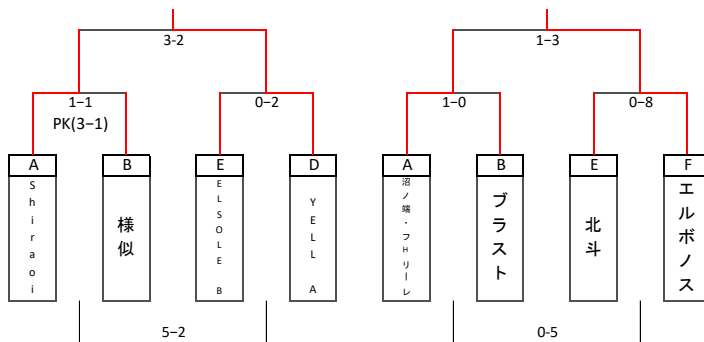 3-2
1−3
1−1
0−2
1−0
0−8
PK(3−1)
A
B
E
D
A
B
E
F
Shiraoi
様似
ELSOLE B
YELL A
沼ノ端・フHリーレ
ブラスト
北斗
エルボノス
5−2
0-5